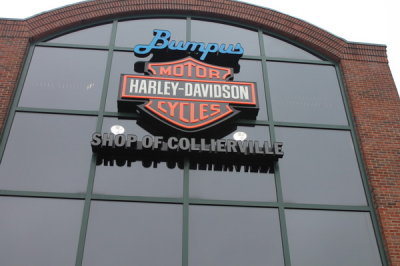 Bumpus
MOTOR
HARLEY-DAVIDSON
CYCLES
SHOP OF COLLIERVILLE